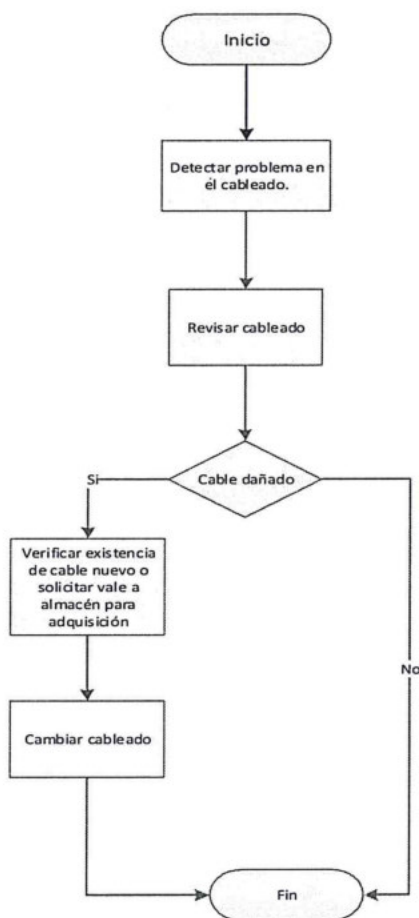 Inicio
Detectar problema en
él cableado.
Revisar cableado
Cable dañado
Si
Verificar existencia
de cable nuevo o
solicitar vale a
almacén para
adquisición
No
Cambiar cableado
Fin